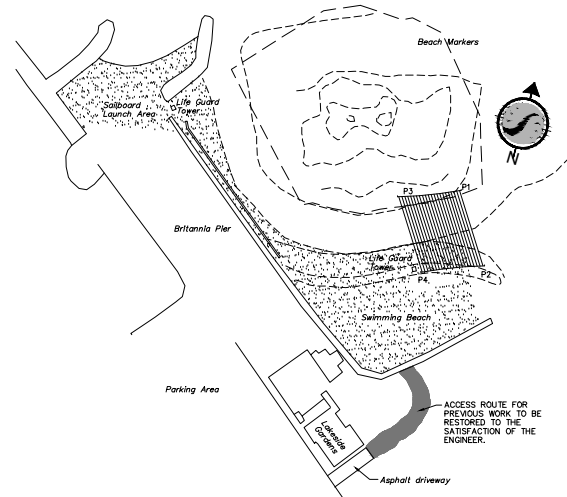 Beach Markers
Sailboard
Launch Area
Life Guard
Tower
N
P3
P1
Britannia Pier
Life Guard
Tower
P4
P2
Swimming Beach
Parking Area
Lakeside
Gardens
ACCESS ROUTE FOR
PREVIOUS WORK TO BE
RESTORED TO THE
SATISFACTION OF THE
ENGINEER.
Asphalt driveway